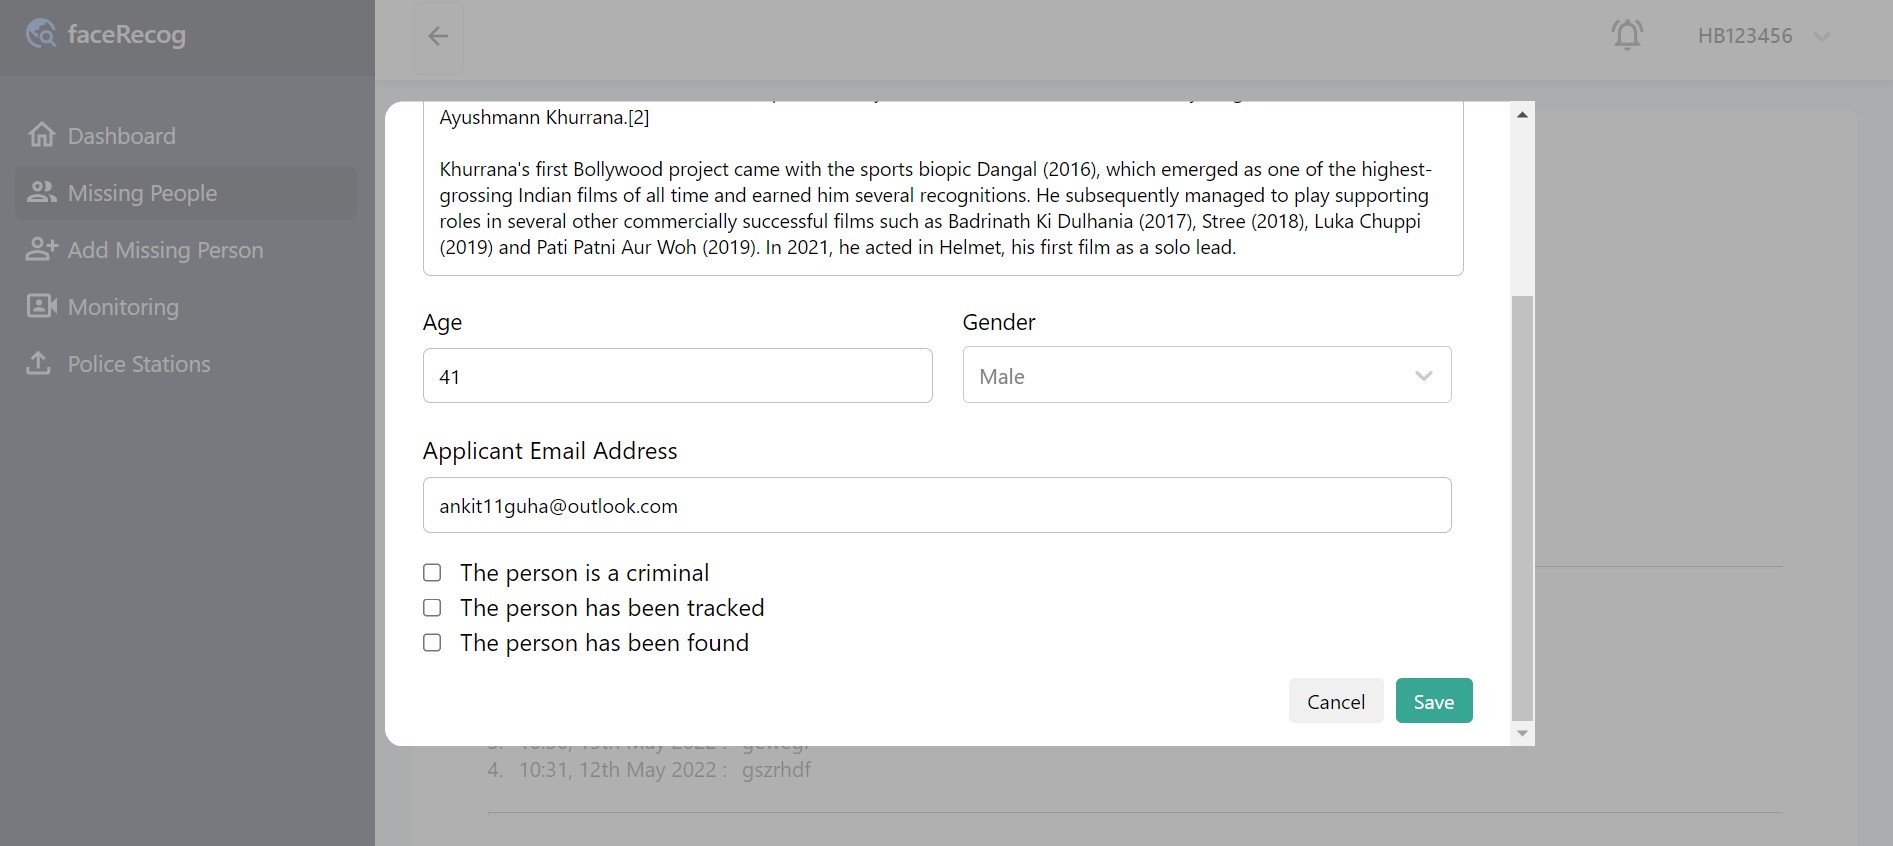 faceRecog
HB123456
Dashboard
Missing People
Add Missing Person
Monitoring
Police Stations
Ayushmann Khurrana.[2]
Khurrana's first Bollywood project came with the sports biopic Dangal (2016), which emerged as one of the highest-
grossing Indian films of all time and earned him several recognitions. He subsequently managed to play supporting
roles in several other commercially successful films such as Badrinath Ki Dulhania (2017), Stree (2018), Luka Chuppi
(2019) and Pati Patni Aur Woh (2019). In 2021, he acted in Helmet, his first film as a solo lead.
Age
Gender
41
Male
Applicant Email Address
ankit11guha@outlook.com
The person is a criminal
The person has been tracked
The person has been found
Cancel
Save
4. 10:31, 12th May 2022 : gszrhdf